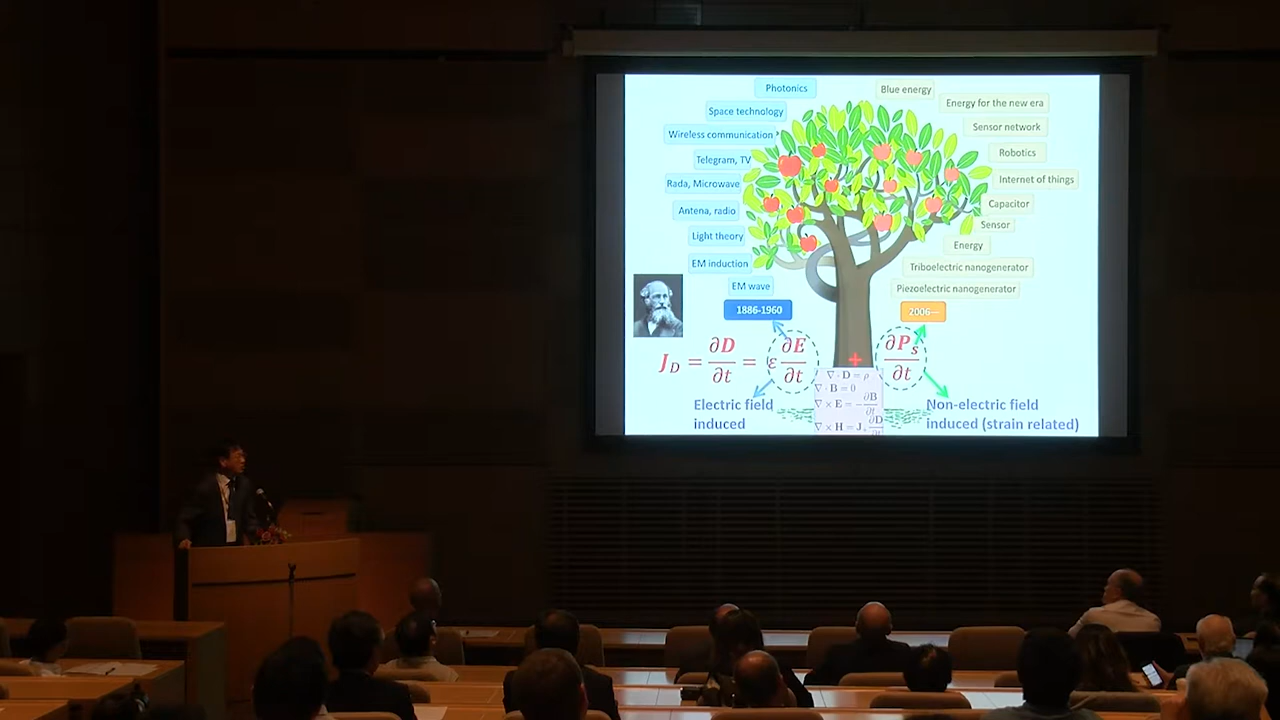 Photonics
Space technology
Wireless communication
Telegram, TV
Rada, Microwave
Antena, radio
Light theory
EM induction
EM wave
1886-1960
Blue energy
Energy for the new era
Sensor network
Robotics
Internet of things
Capacitor
Sensor
Energy
Triboelectric nanogenerator
Piezoelectric nanogenerator
2006—
J_D = ∂D/∂t = ε ∂E/∂t + ∂P_s/∂t
Electric field
induced
∇ · D = ρ
∇ · B = 0
∇ × E = -∂B/∂t
∇ × H = J + ∂D/∂t
Non-electric field
induced (strain related)